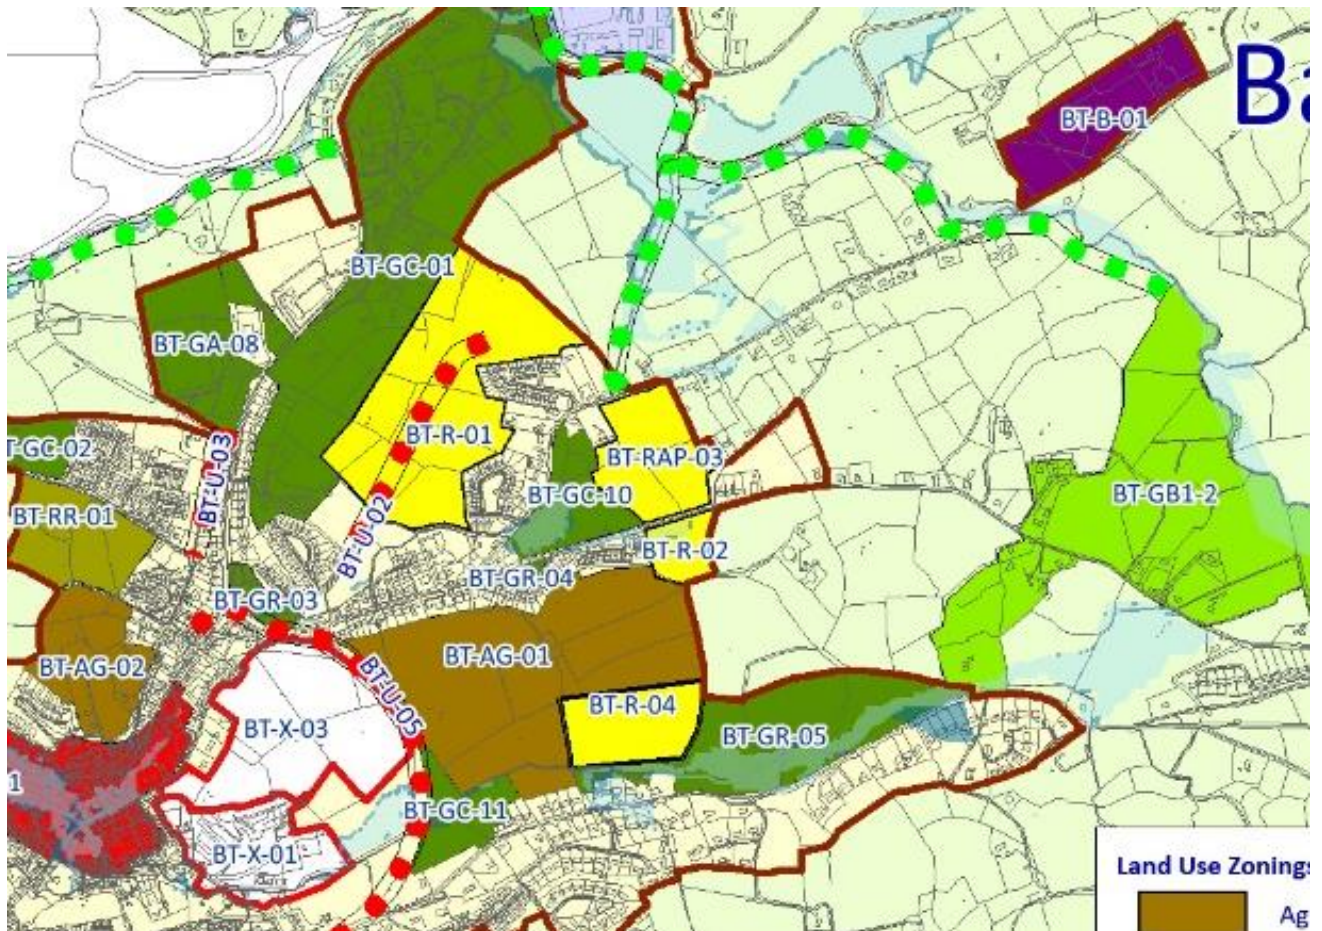 Ba
BT-B-01
BT-GC-01
BT-GA-08
BT-R-01
T-GC-02
BT-U-03
BT-RAP-03
BT-GC-10
BT-GB1-2
BT-RR-01
BT-U-02
BT-R-02
BT-GR-04
BT-GR-03
BT-AG-01
BT-AG-02
BT-U-05
BT-R-04
BT-X-03
BT-GR-05
1
BT-GC-11
BT-X-01
Land Use Zonings
Ag